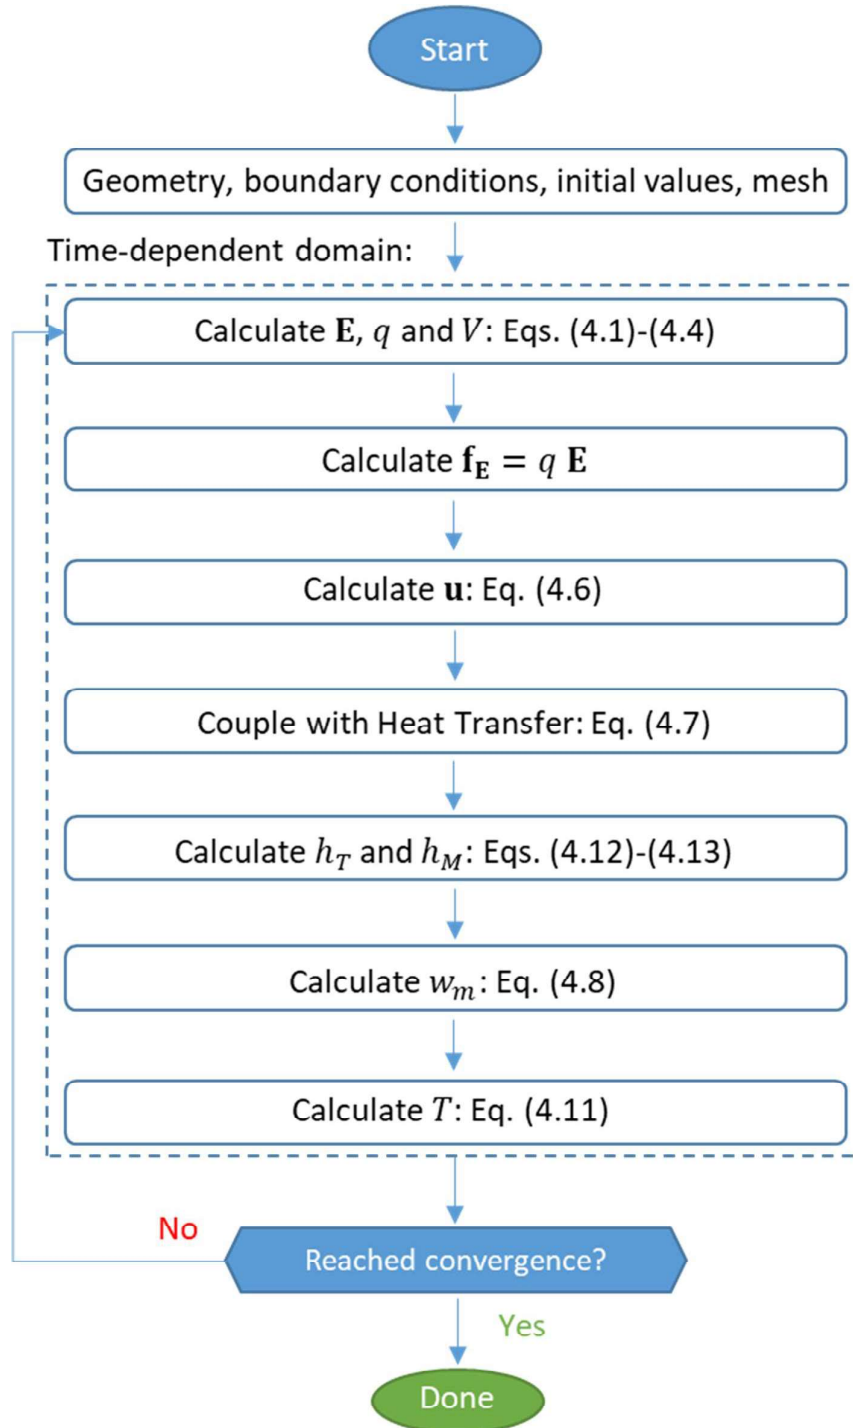 Start
Geometry, boundary conditions, initial values, mesh
Time-dependent domain:
Calculate E, q and V: Eqs. (4.1)-(4.4)
Calculate f_E = q E
Calculate u: Eq. (4.6)
Couple with Heat Transfer: Eq. (4.7)
Calculate h_T and h_M: Eqs. (4.12)-(4.13)
Calculate w_m: Eq. (4.8)
Calculate T: Eq. (4.11)
No
Reached convergence?
Yes
Done